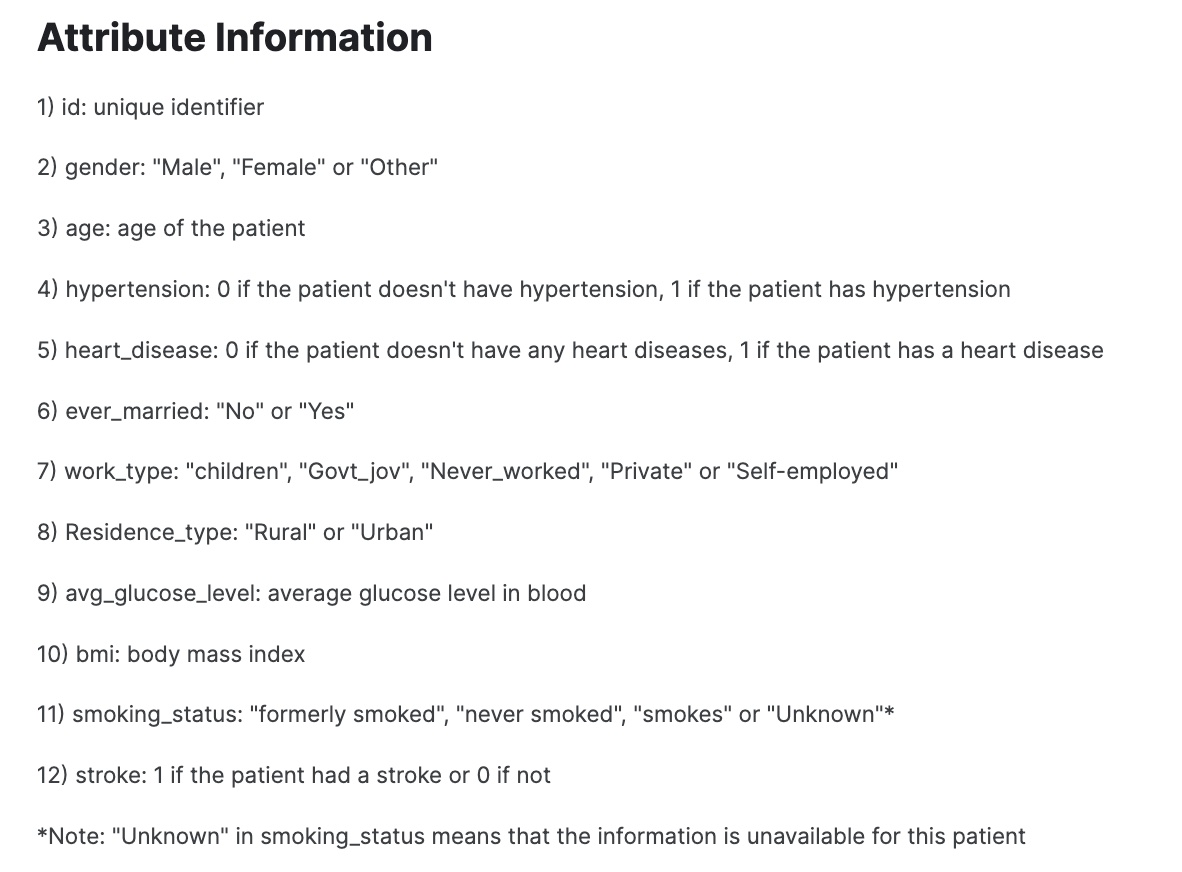 Attribute Information
1) id: unique identifier
2) gender: "Male", "Female" or "Other"
3) age: age of the patient
4) hypertension: 0 if the patient doesn't have hypertension, 1 if the patient has hypertension
5) heart_disease: 0 if the patient doesn't have any heart diseases, 1 if the patient has a heart disease
6) ever_married: "No" or "Yes"
7) work_type: "children", "Govt_jov", "Never_worked", "Private" or "Self-employed"
8) Residence_type: "Rural" or "Urban"
9) avg_glucose_level: average glucose level in blood
10) bmi: body mass index
11) smoking_status: "formerly smoked", "never smoked", "smokes" or "Unknown"*
12) stroke: 1 if the patient had a stroke or 0 if not
*Note: "Unknown" in smoking_status means that the information is unavailable for this patient